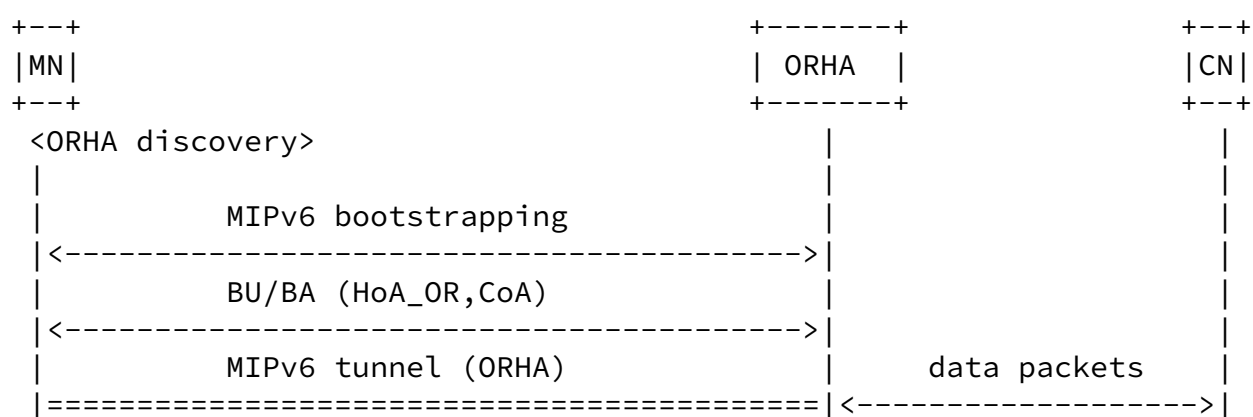 +--+                                     +-------+               +--+
|MN|                                     | ORHA  |               |CN|
+--+                                     +-------+               +--+
 <ORHA discovery>                            |                     |
 |                                           |                     |
 |          MIPv6 bootstrapping              |                     |
 |<----------------------------------------->|                     |
 |          BU/BA (HoA_OR,CoA)               |                     |
 |<----------------------------------------->|                     |
 |          MIPv6 tunnel (ORHA)              |     data packets    |
 |===========================================|<------------------->|